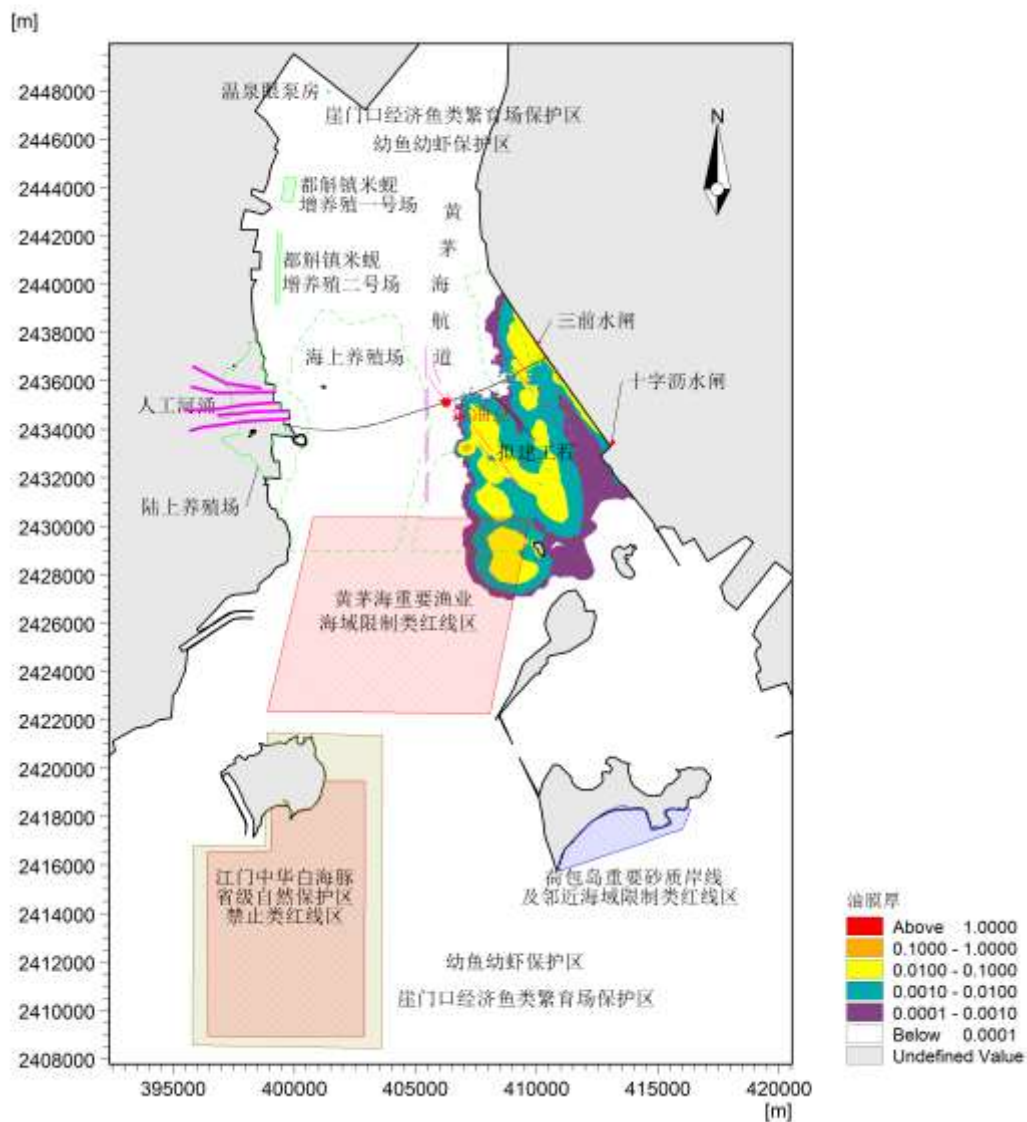 [m]
2448000
2446000
2444000
2442000
2440000
2438000
2436000
2434000
2432000
2430000
2428000
2426000
2424000
2422000
2420000
2418000
2416000
2414000
2412000
2410000
2408000
温泉眼泵房
崖门口经济鱼类繁育场保护区
幼鱼幼虾保护区
N
都斛镇米蚬
增养殖一号场
黄茅海航道
都斛镇米蚬
增养殖二号场
三前水闸
海上养殖场
十字沥水闸
人工河涌
拟建工程
陆上养殖场
黄茅海重要渔业
海域限制类红线区
江门中华白海豚
省级自然保护区
禁止类红线区
荷包岛重要砂质岸线
及邻近海域限制类红线区
幼鱼幼虾保护区
崖门口经济鱼类繁育场保护区
395000
400000
405000
410000
415000
420000
[m]
油膜厚
Above 1.0000
0.1000 - 1.0000
0.0100 - 0.1000
0.0010 - 0.0100
0.0001 - 0.0010
Below 0.0001
Undefined Value